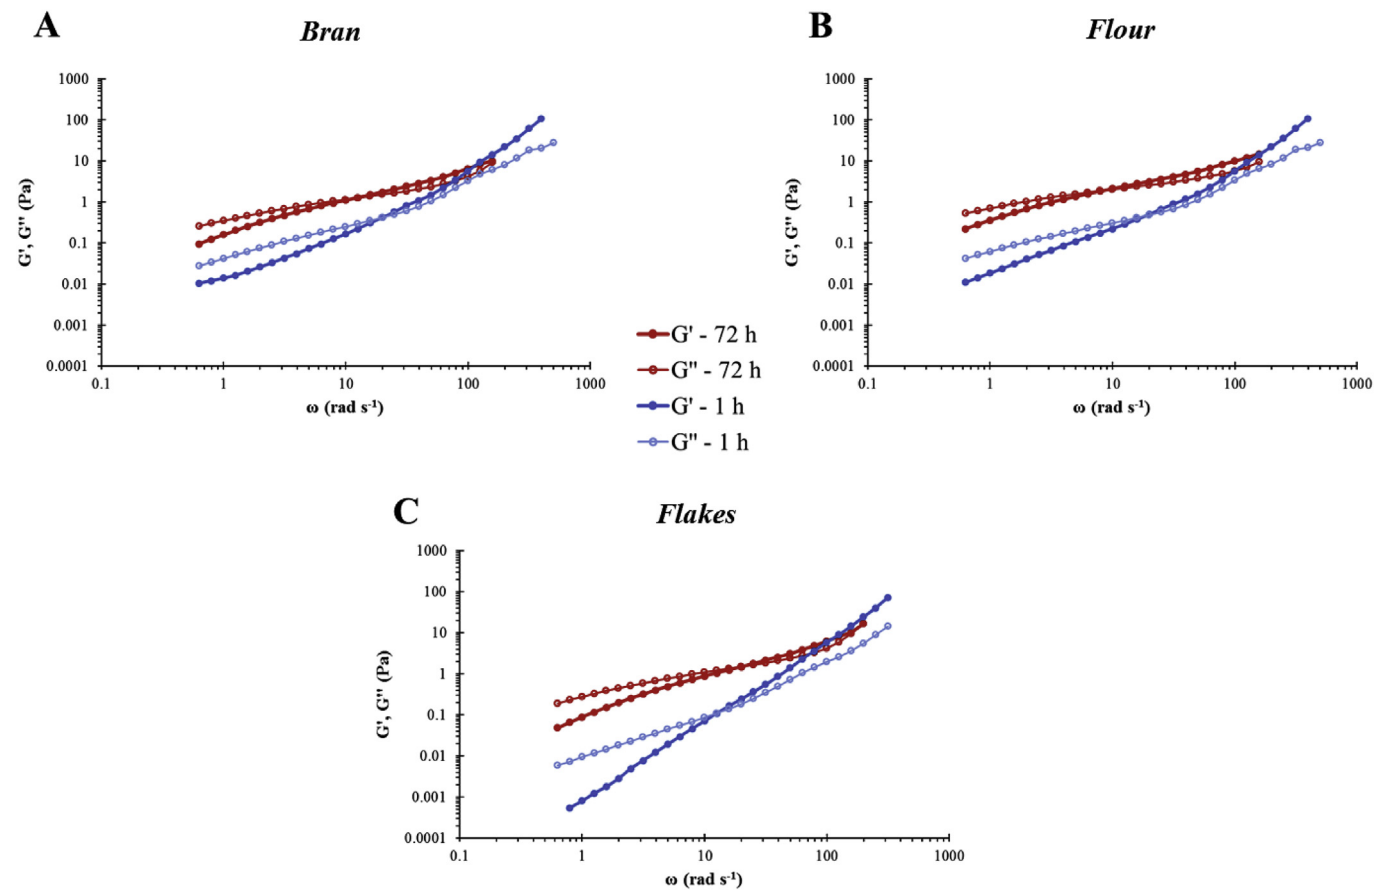 A
Bran
1000
100
10
1
0.1
0.01
0.001
0.0001
G', G'' (Pa)
0.1 1 10 100 1000
ω (rad s⁻¹)
B
Flour
1000
100
10
1
0.1
0.01
0.001
0.0001
G', G'' (Pa)
0.1 1 10 100 1000
ω (rad s⁻¹)
G' - 72 h
G'' - 72 h
G' - 1 h
G'' - 1 h
C
Flakes
1000
100
10
1
0.1
0.01
0.001
0.0001
G', G'' (Pa)
0.1 1 10 100 1000
ω (rad s⁻¹)